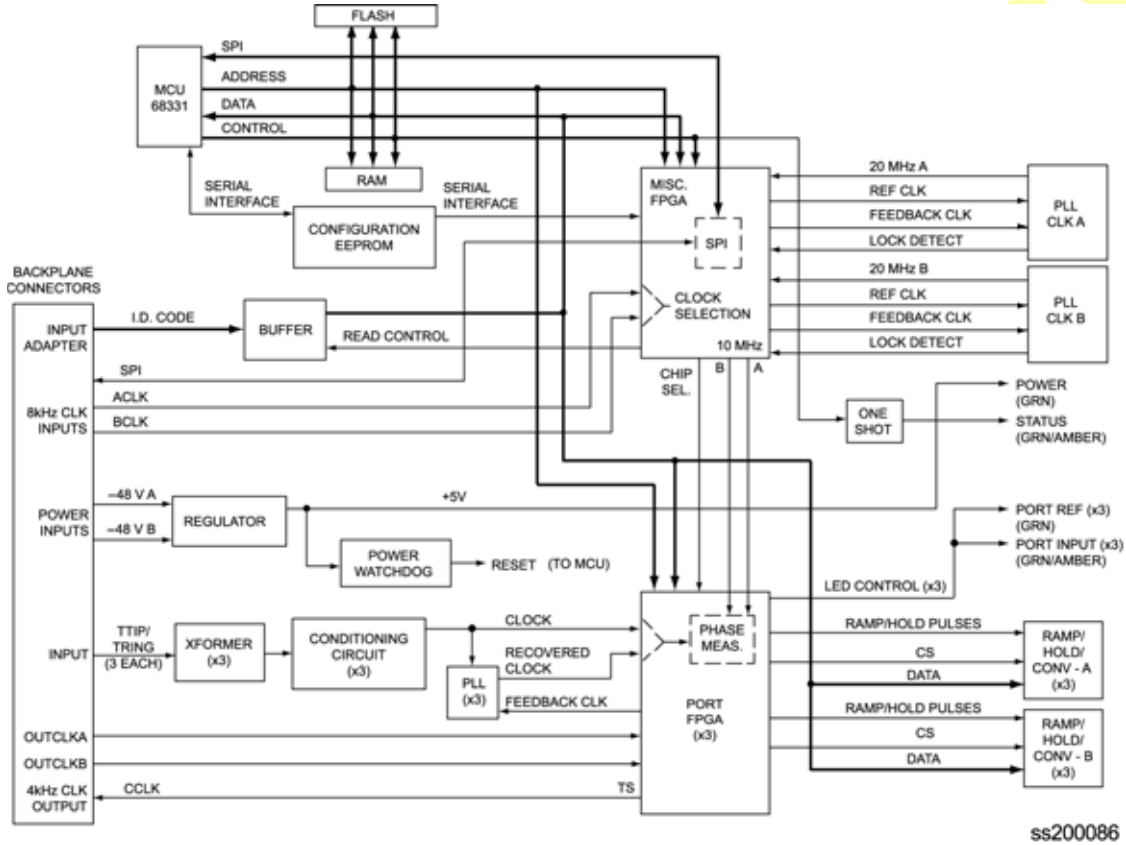 FLASH
SPI
ADDRESS
MCU
68331
DATA
CONTROL
RAM
SERIAL
INTERFACE
SERIAL
INTERFACE
CONFIGURATION
EEPROM
MISC.
FPGA
SPI
20 MHz A
REF CLK
FEEDBACK CLK
LOCK DETECT
PLL
CLK A
20 MHz B
REF CLK
FEEDBACK CLK
LOCK DETECT
PLL
CLK B
CLOCK
SELECTION
10 MHz
B
A
CHIP
SEL.
BACKPLANE
CONNECTORS
INPUT
ADAPTER
I.D. CODE
BUFFER
READ CONTROL
SPI
8kHz CLK
INPUTS
ACLK
BCLK
ONE
SHOT
POWER
(GRN)
STATUS
(GRN/AMBER)
POWER
INPUTS
–48 V A
–48 V B
REGULATOR
+5V
POWER
WATCHDOG
RESET (TO MCU)
PORT REF (x3)
(GRN)
PORT INPUT (x3)
(GRN/AMBER)
LED CONTROL (x3)
INPUT
TTIP/
TRING
(3 EACH)
XFORMER
(x3)
CONDITIONING
CIRCUIT
(x3)
CLOCK
RECOVERED
CLOCK
PLL
(x3)
FEEDBACK CLK
PHASE
MEAS.
PORT
FPGA
(x3)
RAMP/HOLD PULSES
CS
DATA
RAMP/
HOLD/
CONV - A
(x3)
RAMP/HOLD PULSES
CS
DATA
RAMP/
HOLD/
CONV - B
(x3)
OUTCLKA
OUTCLKB
4kHz CLK
OUTPUT
CCLK
TS
ss200086